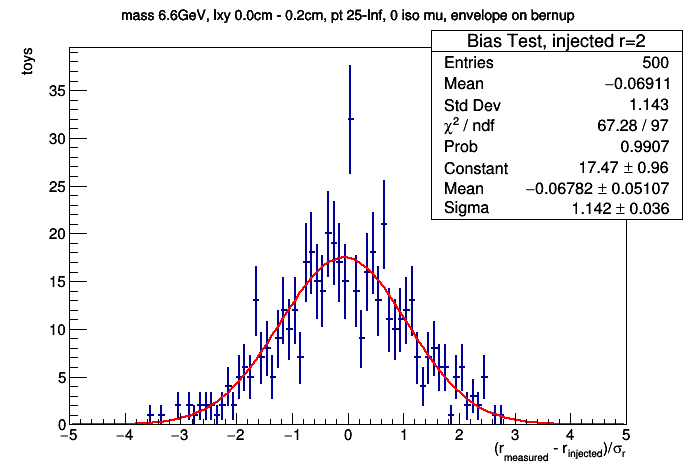 mass 6.6GeV, lxy 0.0cm - 0.2cm, pt 25-Inf, 0 iso mu, envelope on bernup
Bias Test, injected r=2
Entries 500
Mean −0.06911
Std Dev 1.143
χ² / ndf 67.28 / 97
Prob 0.9907
Constant 17.47 ± 0.96
Mean −0.06782 ± 0.05107
Sigma 1.142 ± 0.036
toys
35
30
25
20
15
10
5
0
−5 −4 −3 −2 −1 0 1 2 3 4 5
(r_measured - r_injected)/σ_r